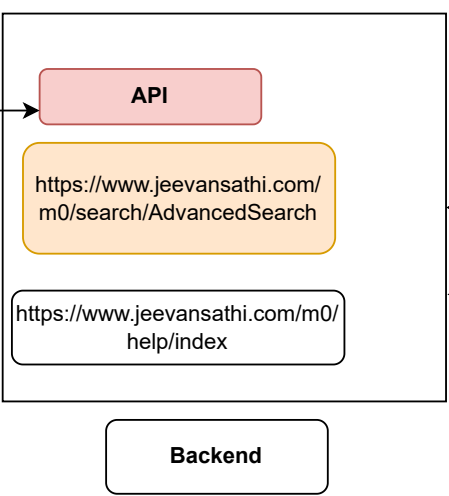 API
https://www.jeevansathi.com/
m0/search/AdvancedSearch
https://www.jeevansathi.com/m0/
help/index
Backend